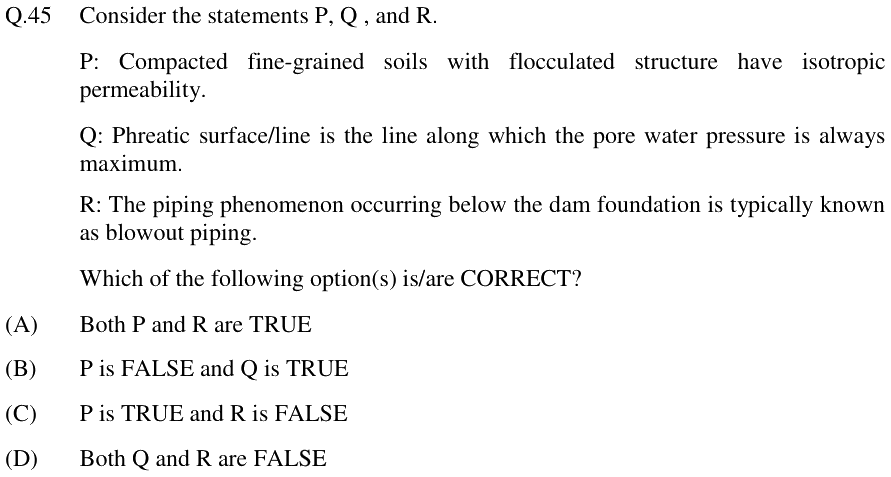 Q.45 Consider the statements P, Q , and R.
P: Compacted fine-grained soils with flocculated structure have isotropic
permeability.
Q: Phreatic surface/line is the line along which the pore water pressure is always
maximum.
R: The piping phenomenon occurring below the dam foundation is typically known
as blowout piping.
Which of the following option(s) is/are CORRECT?
(A) Both P and R are TRUE
(B) P is FALSE and Q is TRUE
(C) P is TRUE and R is FALSE
(D) Both Q and R are FALSE